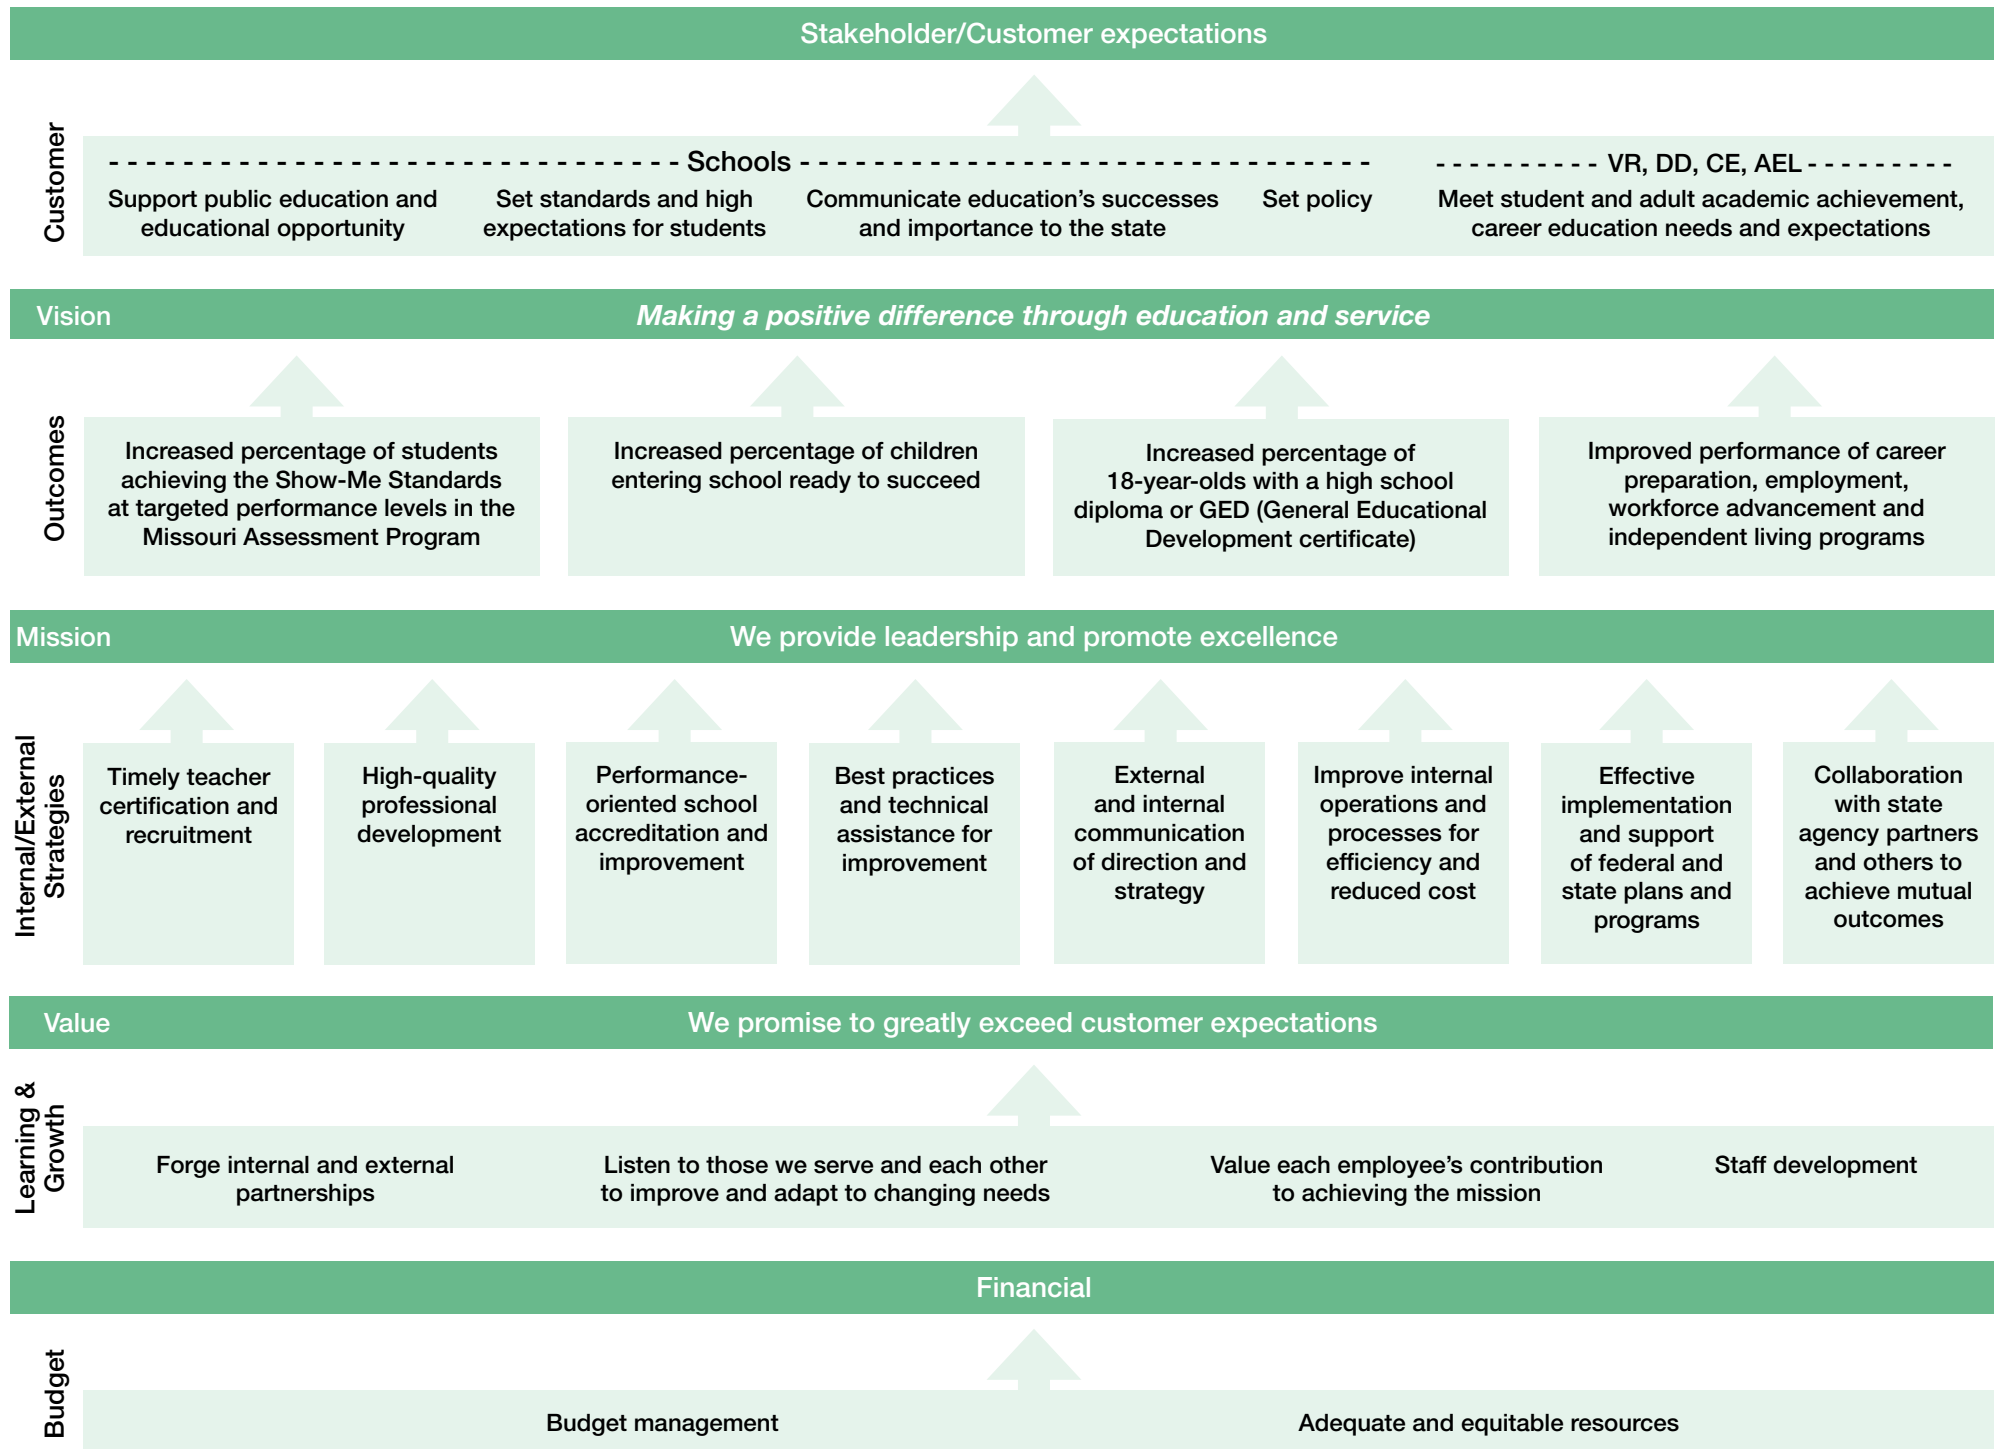 Stakeholder/Customer expectations
Customer
- - - - - - - - - - - - - - - - - - - - - - - - - - - - - - - Schools - - - - - - - - - - - - - - - - - - - - - - - - - - - - - - -
Support public education and
educational opportunity
Set standards and high
expectations for students
Communicate education’s successes
and importance to the state
Set policy
- - - - - - - - - - VR, DD, CE, AEL - - - - - - - - -
Meet student and adult academic achievement,
career education needs and expectations
Vision
Making a positive difference through education and service
Outcomes
Increased percentage of students
achieving the Show-Me Standards
at targeted performance levels in the
Missouri Assessment Program
Increased percentage of children
entering school ready to succeed
Increased percentage of
18-year-olds with a high school
diploma or GED (General Educational
Development certificate)
Improved performance of career
preparation, employment,
workforce advancement and
independent living programs
Mission
We provide leadership and promote excellence
Internal/External
Strategies
Timely teacher
certification and
recruitment
High-quality
professional
development
Performance-
oriented school
accreditation and
improvement
Best practices
and technical
assistance for
improvement
External
and internal
communication
of direction and
strategy
Improve internal
operations and
processes for
efficiency and
reduced cost
Effective
implementation
and support
of federal and
state plans and
programs
Collaboration
with state
agency partners
and others to
achieve mutual
outcomes
Value
We promise to greatly exceed customer expectations
Learning &
Growth
Forge internal and external
partnerships
Listen to those we serve and each other
to improve and adapt to changing needs
Value each employee’s contribution
to achieving the mission
Staff development
Financial
Budget
Budget management
Adequate and equitable resources